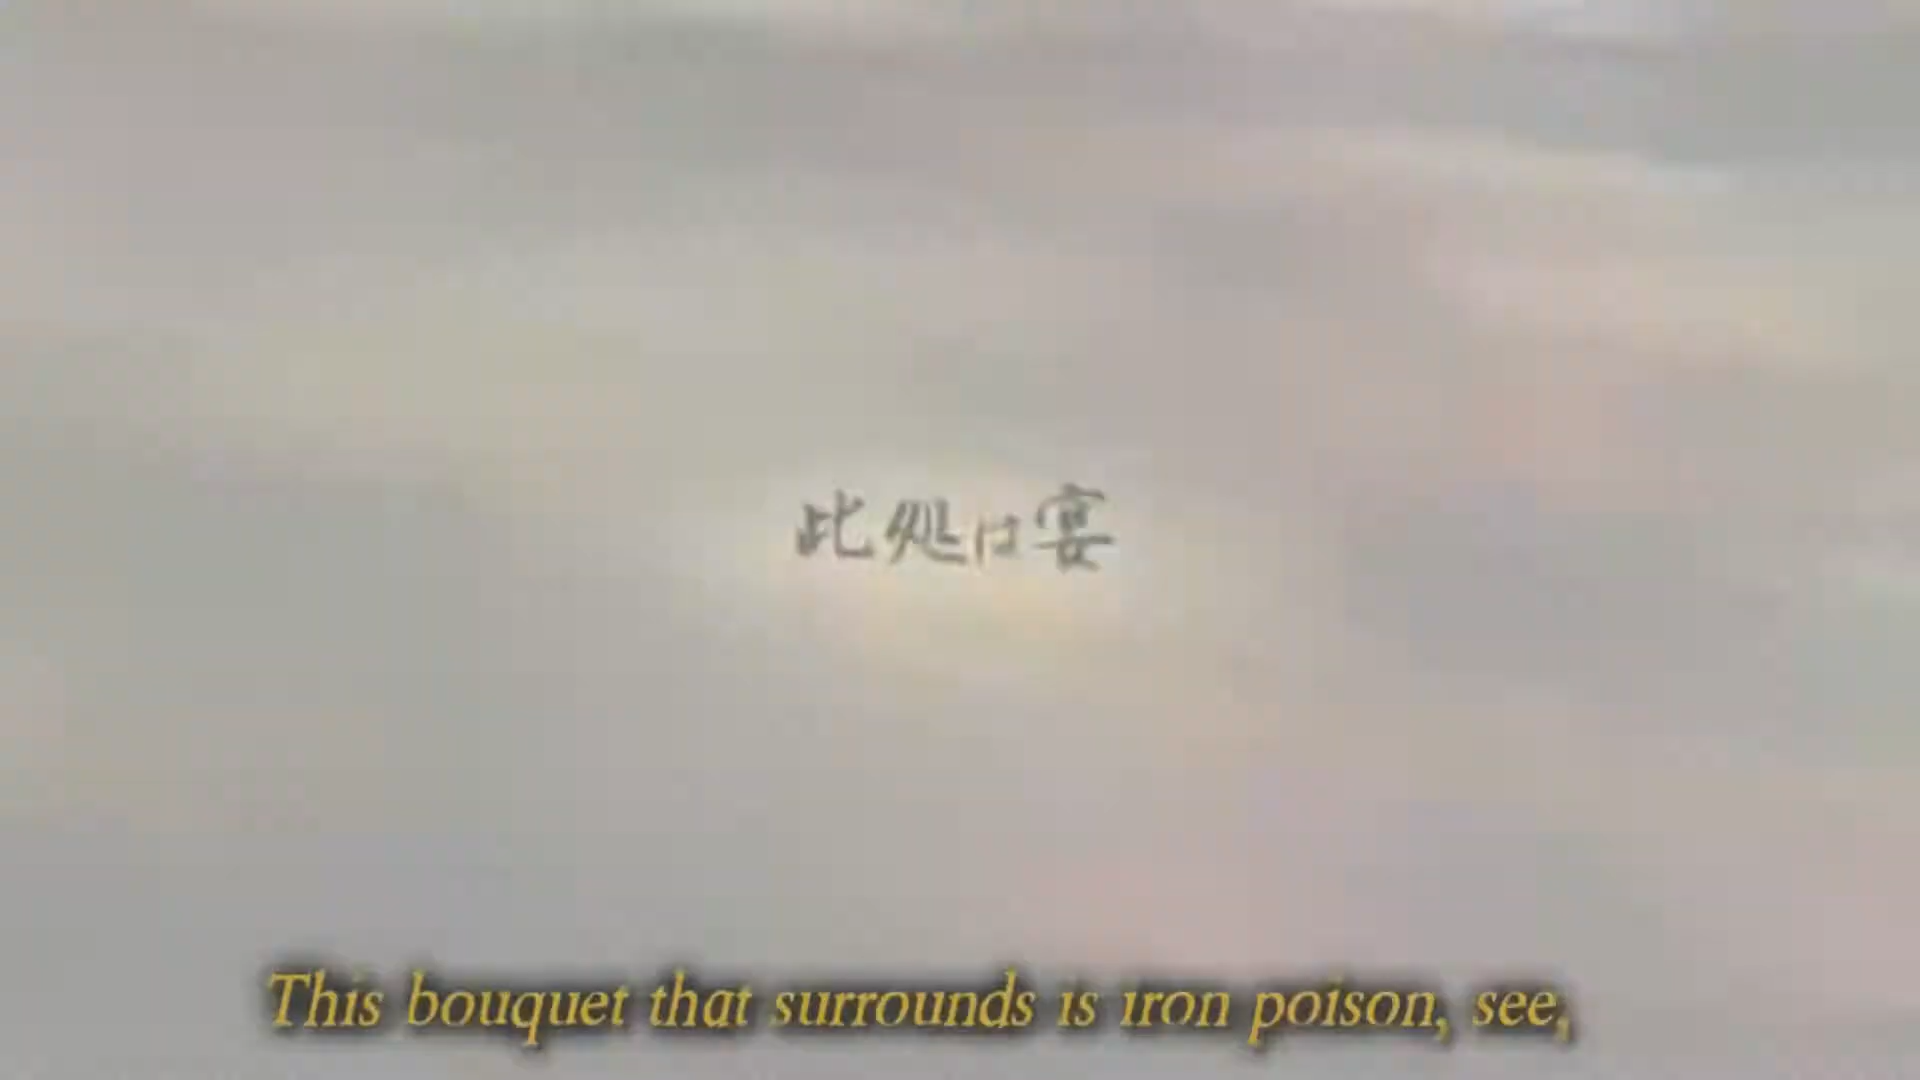 此処は宴
This bouquet that surrounds is iron poison, see,